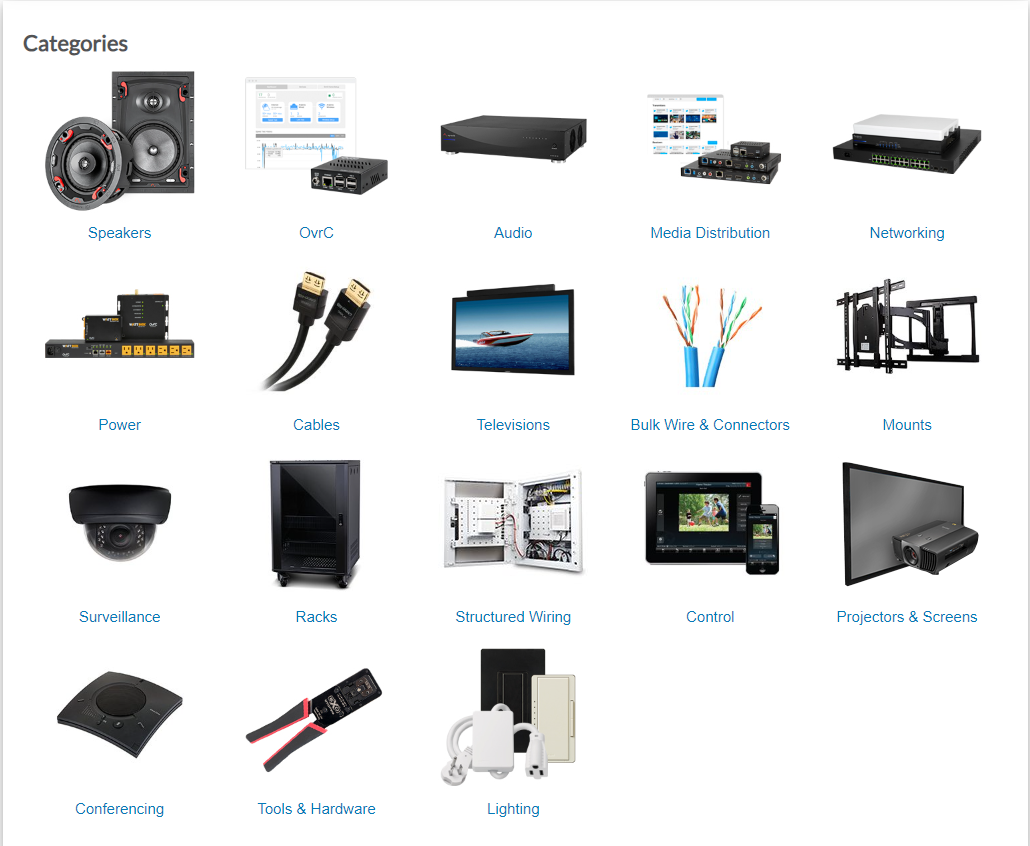 Categories
Speakers
OvrC
Audio
Media Distribution
Networking
Power
Cables
Televisions
Bulk Wire & Connectors
Mounts
Surveillance
Racks
Structured Wiring
Control
Projectors & Screens
Conferencing
Tools & Hardware
Lighting